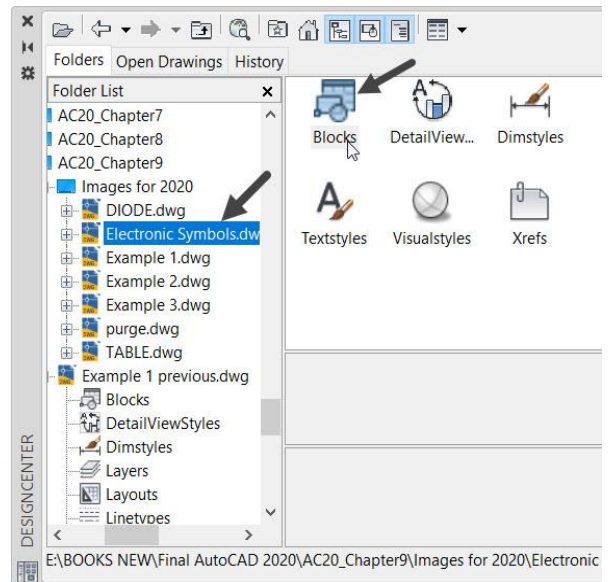 Folders Open Drawings History
Folder List
AC20_Chapter7
AC20_Chapter8
AC20_Chapter9
Images for 2020
DIODE.dwg
Electronic Symbols.dw
Example 1.dwg
Example 2.dwg
Example 3.dwg
purge.dwg
TABLE.dwg
Example 1 previous.dwg
Blocks
DetailViewStyles
Dimstyles
Layers
Layouts
Linetypes
Blocks DetailView... Dimstyles
Textstyles Visualstyles Xrefs
DESIGNCENTER
E:\BOOKS NEW\Final AutoCAD 2020\AC20_Chapter9\Images for 2020\Electronic